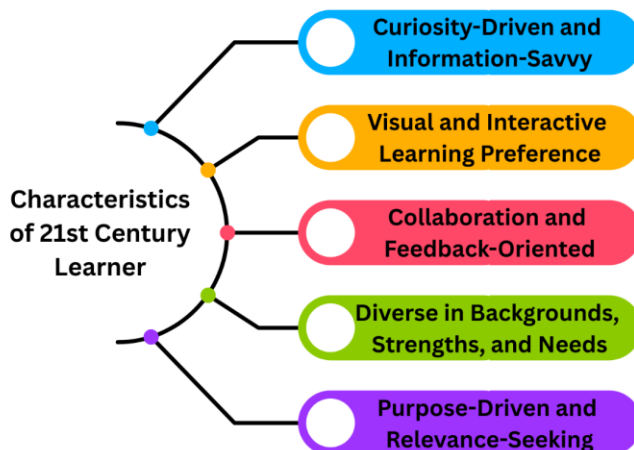 Characteristics
of 21st Century
Learner
Curiosity-Driven and
Information-Savvy
Visual and Interactive
Learning Preference
Collaboration and
Feedback-Oriented
Diverse in Backgrounds,
Strengths, and Needs
Purpose-Driven and
Relevance-Seeking